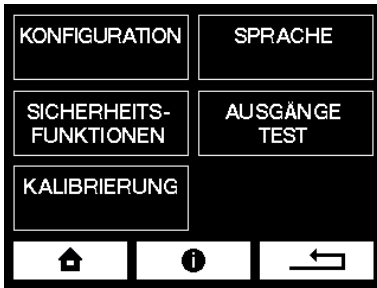 KONFIGURATION
SPRACHE
SICHERHEITS-
FUNKTIONEN
AUSGÄNGE
TEST
KALIBRIERUNG